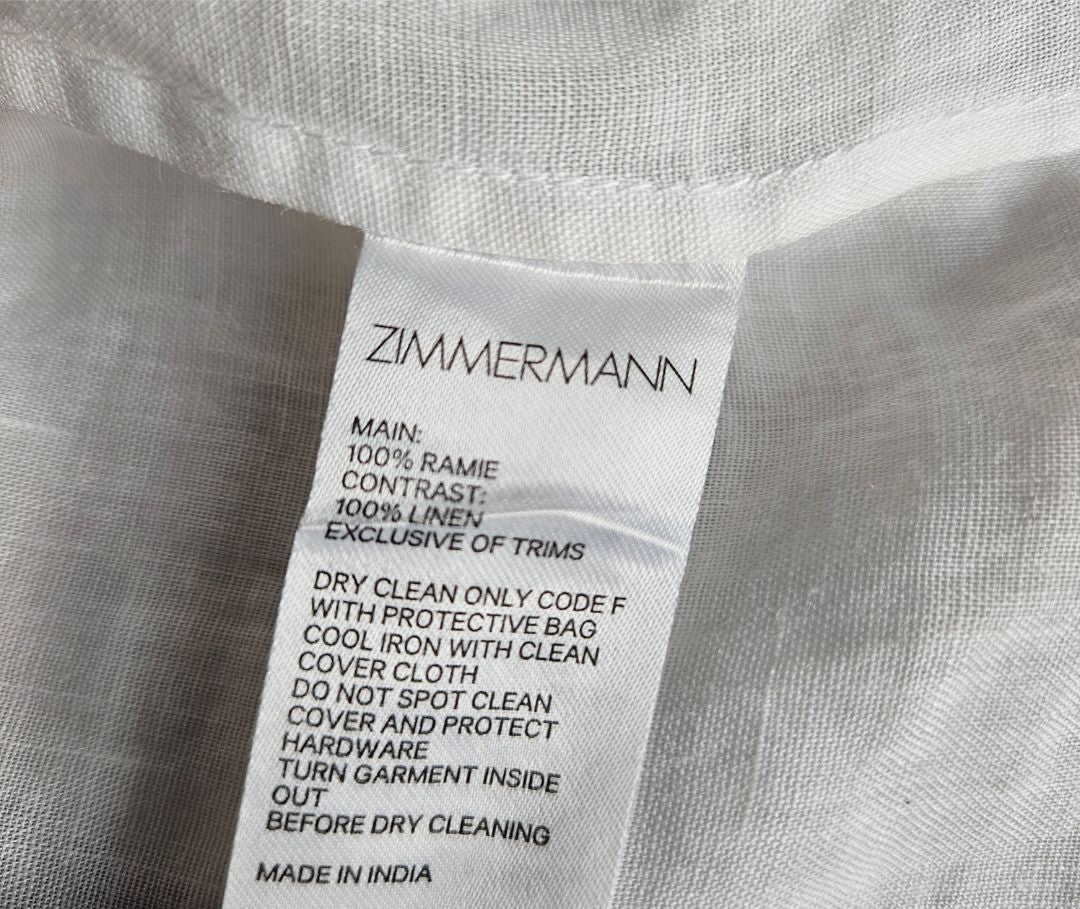 ZIMMERMANN
MAIN:
100% RAMIE
CONTRAST:
100% LINEN
EXCLUSIVE OF TRIMS
DRY CLEAN ONLY CODE F
WITH PROTECTIVE BAG
COOL IRON WITH CLEAN
COVER CLOTH
DO NOT SPOT CLEAN
COVER AND PROTECT
HARDWARE
TURN GARMENT INSIDE
OUT
BEFORE DRY CLEANING
MADE IN INDIA